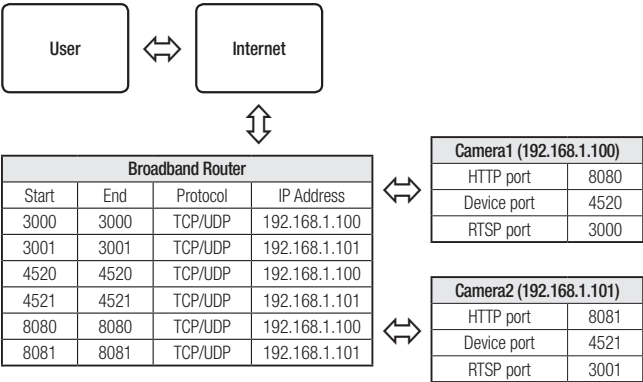 User
Internet
Broadband Router
Start End Protocol IP Address
3000 3000 TCP/UDP 192.168.1.100
3001 3001 TCP/UDP 192.168.1.101
4520 4520 TCP/UDP 192.168.1.100
4521 4521 TCP/UDP 192.168.1.101
8080 8080 TCP/UDP 192.168.1.100
8081 8081 TCP/UDP 192.168.1.101
Camera1 (192.168.1.100)
HTTP port 8080
Device port 4520
RTSP port 3000
Camera2 (192.168.1.101)
HTTP port 8081
Device port 4521
RTSP port 3001